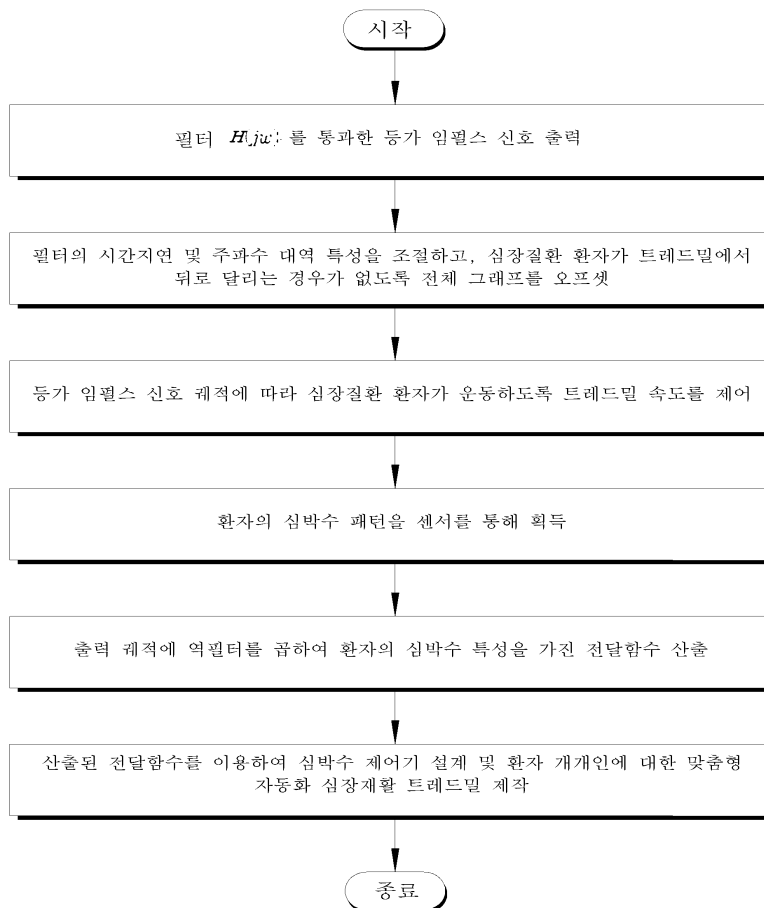 시작
필터 H(jω)를 통과한 등가 임펄스 신호 출력
필터의 시간지연 및 주파수 대역 특성을 조절하고, 심장질환 환자가 트레드밀에서
뒤로 달리는 경우가 없도록 전체 그래프를 오프셋
등가 임펄스 신호 궤적에 따라 심장질환 환자가 운동하도록 트레드밀 속도를 제어
환자의 심박수 패턴을 센서를 통해 획득
출력 궤적에 역필터를 곱하여 환자의 심박수 특성을 가진 전달함수 산출
산출된 전달함수를 이용하여 심박수 제어기 설계 및 환자 개개인에 대한 맞춤형
자동화 심장재활 트레드밀 제작
종료